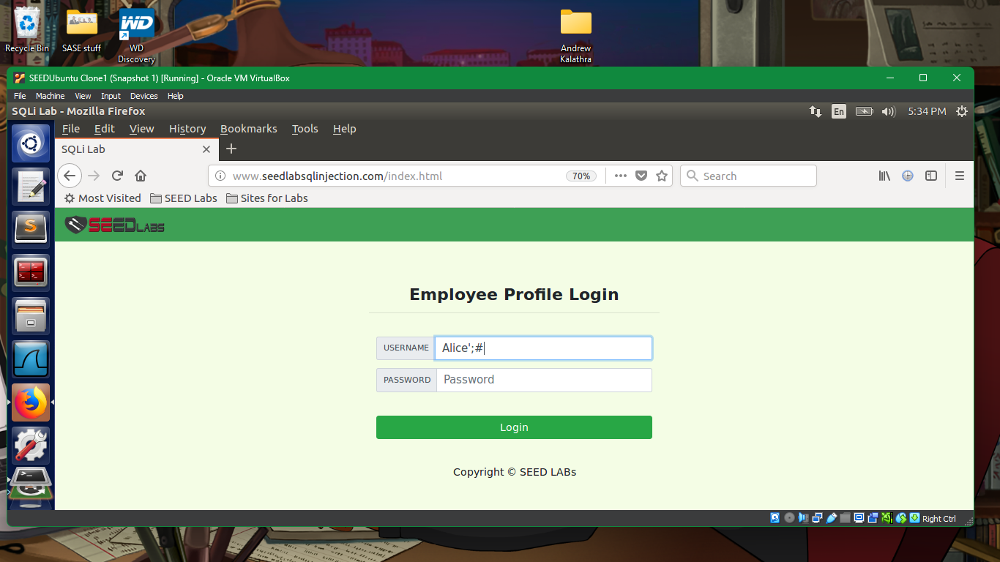 Recycle Bin
SASE stuff
WD
Discovery
WD
Andrew
Kalathra
SEEDUbuntu Clone1 (Snapshot 1) [Running] - Oracle VM VirtualBox
File Machine View Input Devices Help
SQLi Lab - Mozilla Firefox
En
5:34 PM
File Edit View History Bookmarks Tools Help
SQLi Lab
www.seedlabsqlinjection.com/index.html
70%
Search
Most Visited SEED Labs Sites for Labs
SEEDLABS
Employee Profile Login
USERNAME Alice';#
PASSWORD Password
Login
Copyright © SEED LABs
Right Ctrl